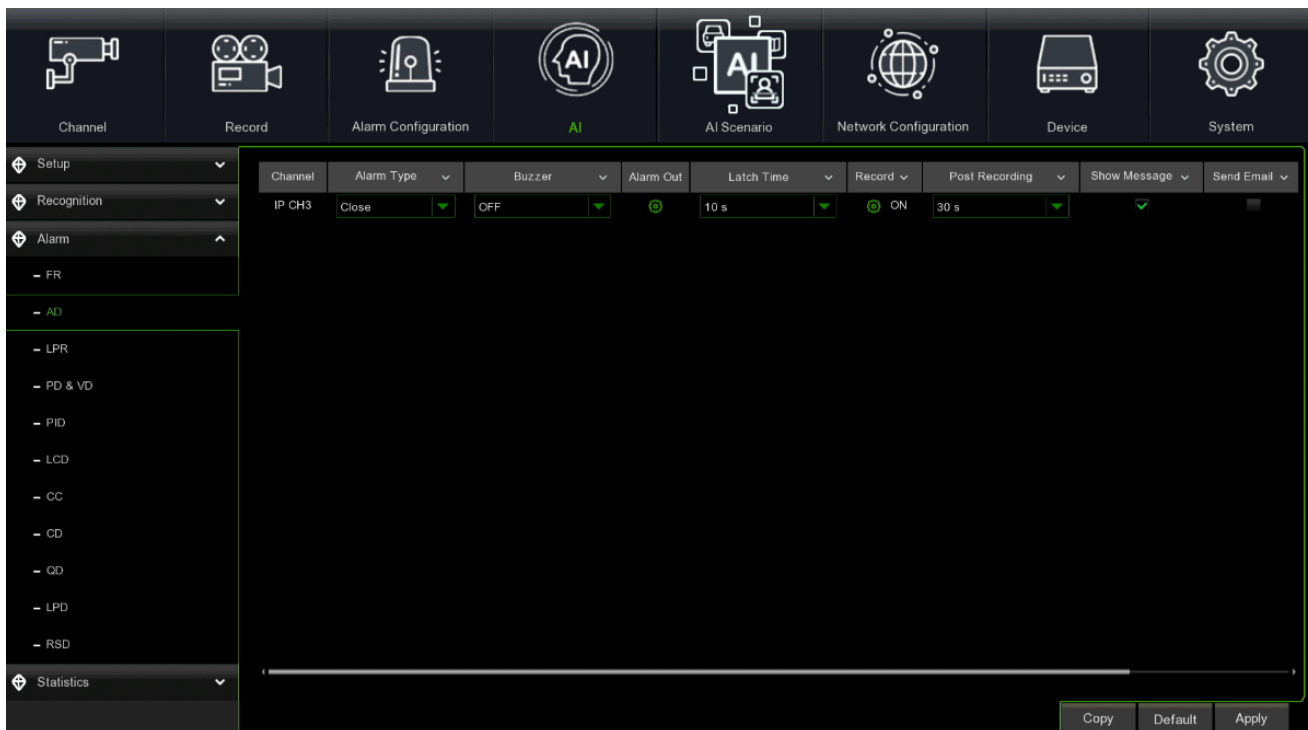 AI
AI
Channel Record Alarm Configuration AI AI Scenario Network Configuration Device System
Setup
Recognition
Alarm
FR
AD
LPR
PD & VD
PID
LCD
CC
CD
QD
LPD
RSD
Statistics
Channel Alarm Type Buzzer Alarm Out Latch Time Record Post Recording Show Message Send Email
IP CH3 Close OFF 10 s ON 30 s
Copy Default Apply